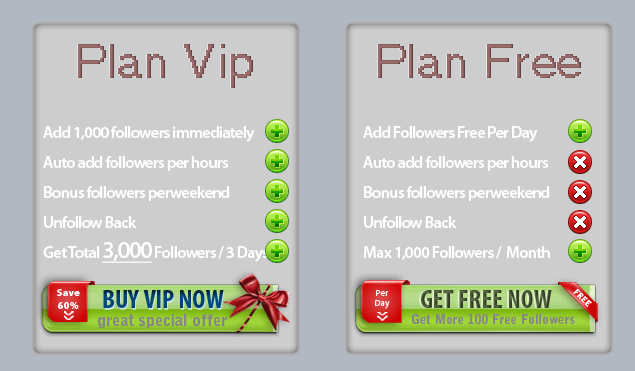 Plan Vip
Add 1,000 followers immediately
Auto add followers per hours
Bonus followers perweekend
Unfollow Back
Get Total 3,000 Followers / 3 Days
Save
60%
BUY VIP NOW
great special offer
Plan Free
Add Followers Free Per Day
Auto add followers per hours
Bonus followers perweekend
Unfollow Back
Max 1,000 Followers / Month
Per
Day
GET FREE NOW
Get More 100 Free Followers
FREE